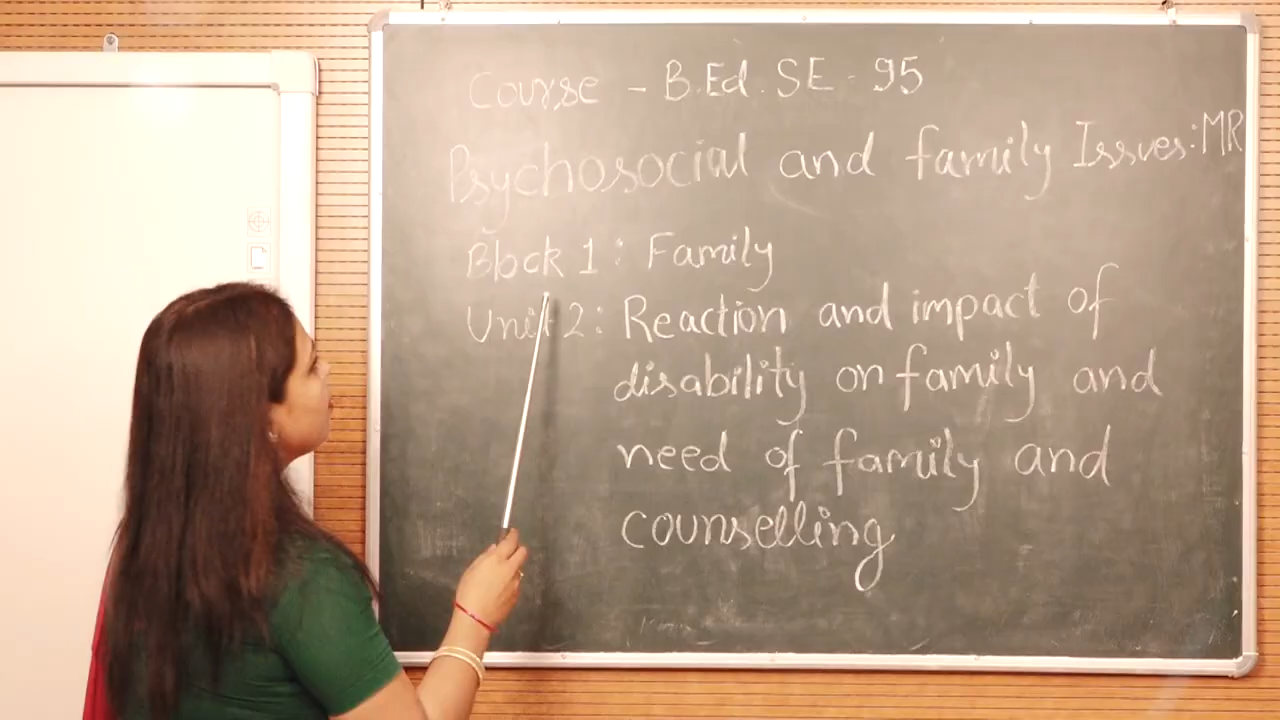 Course - B.Ed. SE - 95
Psychosocial and family Issues: MR
Block 1: Family
Unit 2: Reaction and impact of
disability on family and
need of family and
counselling